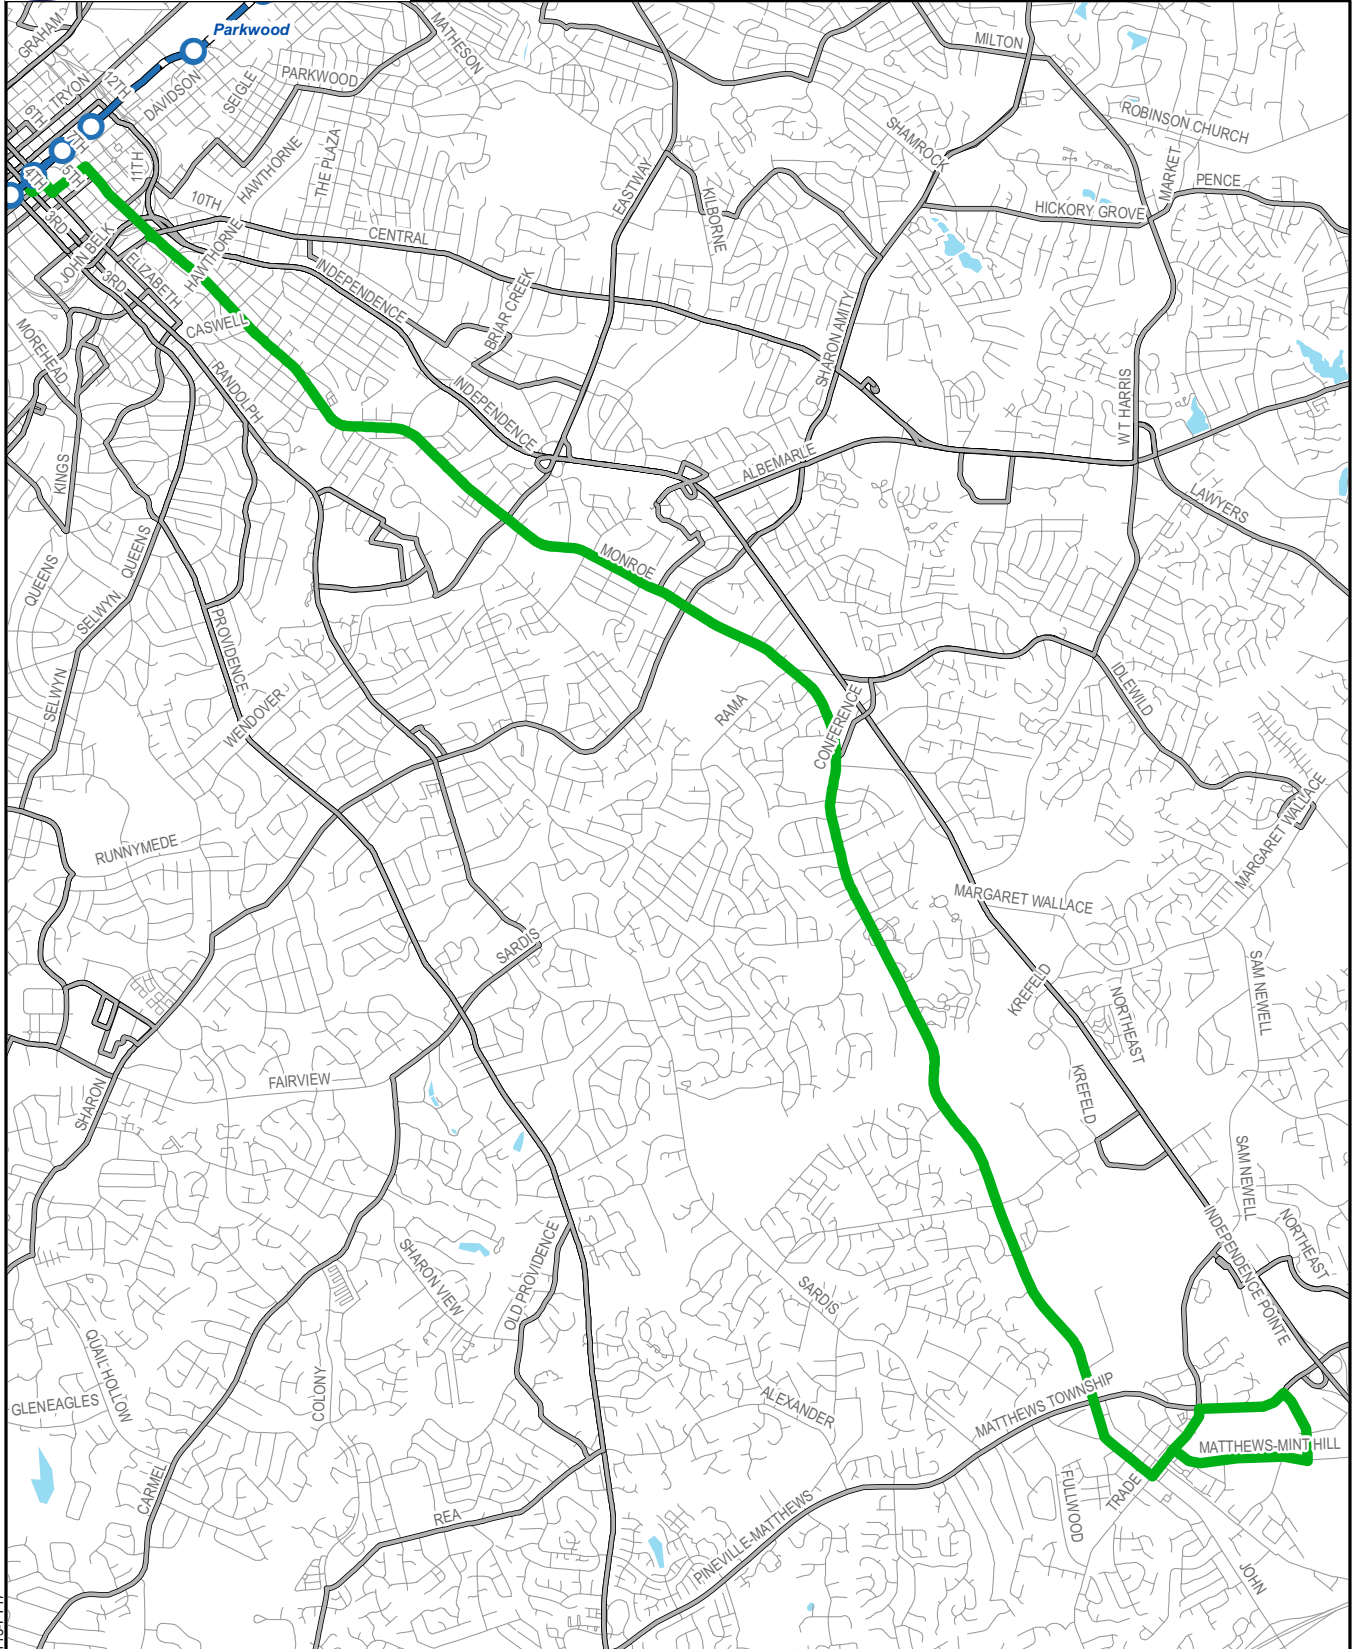 Parkwood
GRAHAM
MATHESON
MILTON
12TH
TRYON
DAVIDSON
SEIGLE
PARKWOOD
6TH
ROBINSON CHURCH
SHAMROCK
7TH
11TH
HAWTHORNE
THE PLAZA
EASTWAY
KILBORNE
MARKET
PENCE
4TH
5TH
10TH
HICKORY GROVE
3RD
JOHN BELK
HAWTHORNE
CENTRAL
3RD
ELIZABETH
INDEPENDENCE
BRIAR CREEK
SHARON AMITY
CASWELL
MOREHEAD
RANDOLPH
INDEPENDENCE
W T HARRIS
KINGS
ALBEMARLE
LAWYERS
QUEENS
QUEENS
MONROE
SELWYN
PROVIDENCE
SELWYN
WENDOVER
RAMA
CONFERENCE
IDLEWILD
RUNNYMEDE
MARGARET WALLACE
MARGARET WALLACE
SARDIS
KREFELD
NORTHEAST
SAM NEWELL
SHARON
FAIRVIEW
KREFELD
SAM NEWELL
INDEPENDENCE POINTE
NORTHEAST
SHARON VIEW
OLD PROVIDENCE
SARDIS
QUAIL HOLLOW
COLONY
GLENEAGLES
ALEXANDER
MATTHEWS TOWNSHIP
MATTHEWS-MINT HILL
CARMEL
REA
PINEVILLE-MATTHEWS
FULLWOOD
TRADE
JOHN